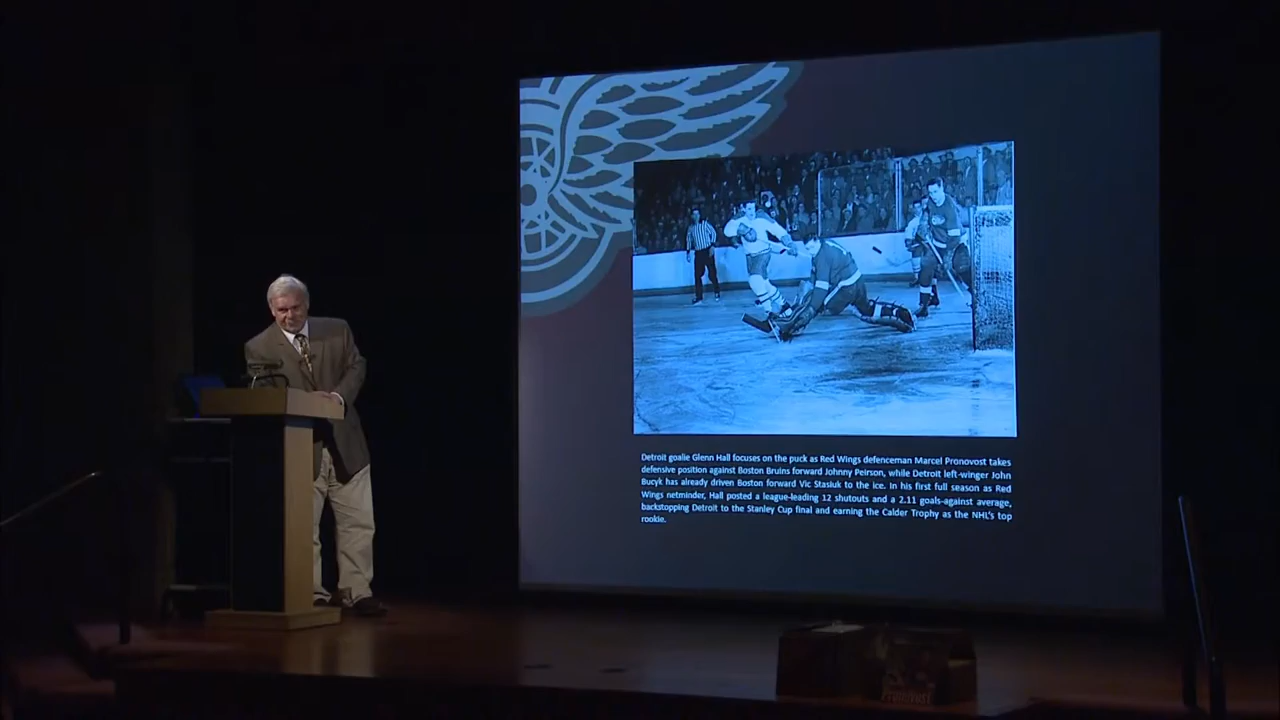 Detroit goalie Glenn Hall focuses on the puck as Red Wings defenceman Marcel Pronovost takes
defensive position against Boston Bruins forward Johnny Peirson, while Detroit left-winger John
Bucyk has already driven Boston forward Vic Stasiuk to the ice. In his first full season as Red
Wings netminder, Hall posted a league-leading 12 shutouts and a 2.11 goals-against average,
backstopping Detroit to the Stanley Cup final and earning the Calder Trophy as the NHL's top
rookie.